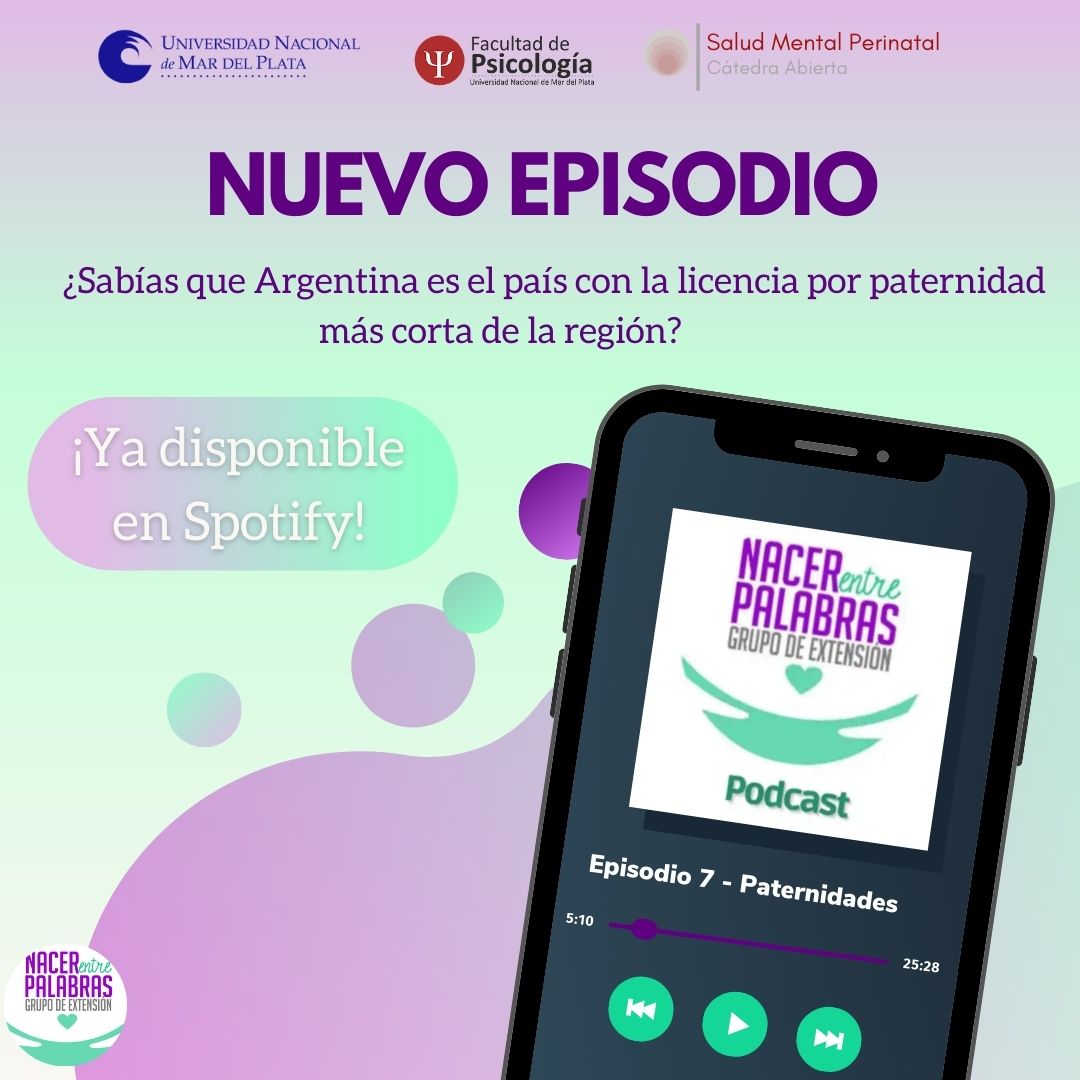 UNIVERSIDAD NACIONAL
de MAR DEL PLATA
Facultad de
Psicología
Universidad Nacional de Mar del Plata
Salud Mental Perinatal
Cátedra Abierta
NUEVO EPISODIO
¿Sabías que Argentina es el país con la licencia por paternidad
más corta de la región?
¡Ya disponible
en Spotify!
NACER entre
PALABRAS
GRUPO DE EXTENSIÓN
Podcast
Episodio 7 - Paternidades
5:10
25:28
NACER entre
PALABRAS
GRUPO DE EXTENSIÓN